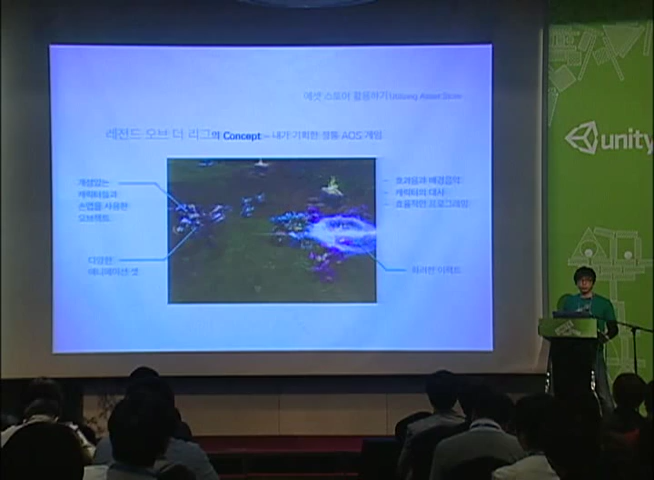 에셋 스토어 활용하기 Utilizing Asset Store
레전드 오브 더 리그의 Concept – 내가 기획한 정통 AOS 게임
개성있는
캐릭터들과
손맵을 사용한
오브젝트
다양한
애니메이션 셋
효과음과 배경음악
캐릭터의 대사
효율적인 프로그래밍
화려한 이펙트
unity